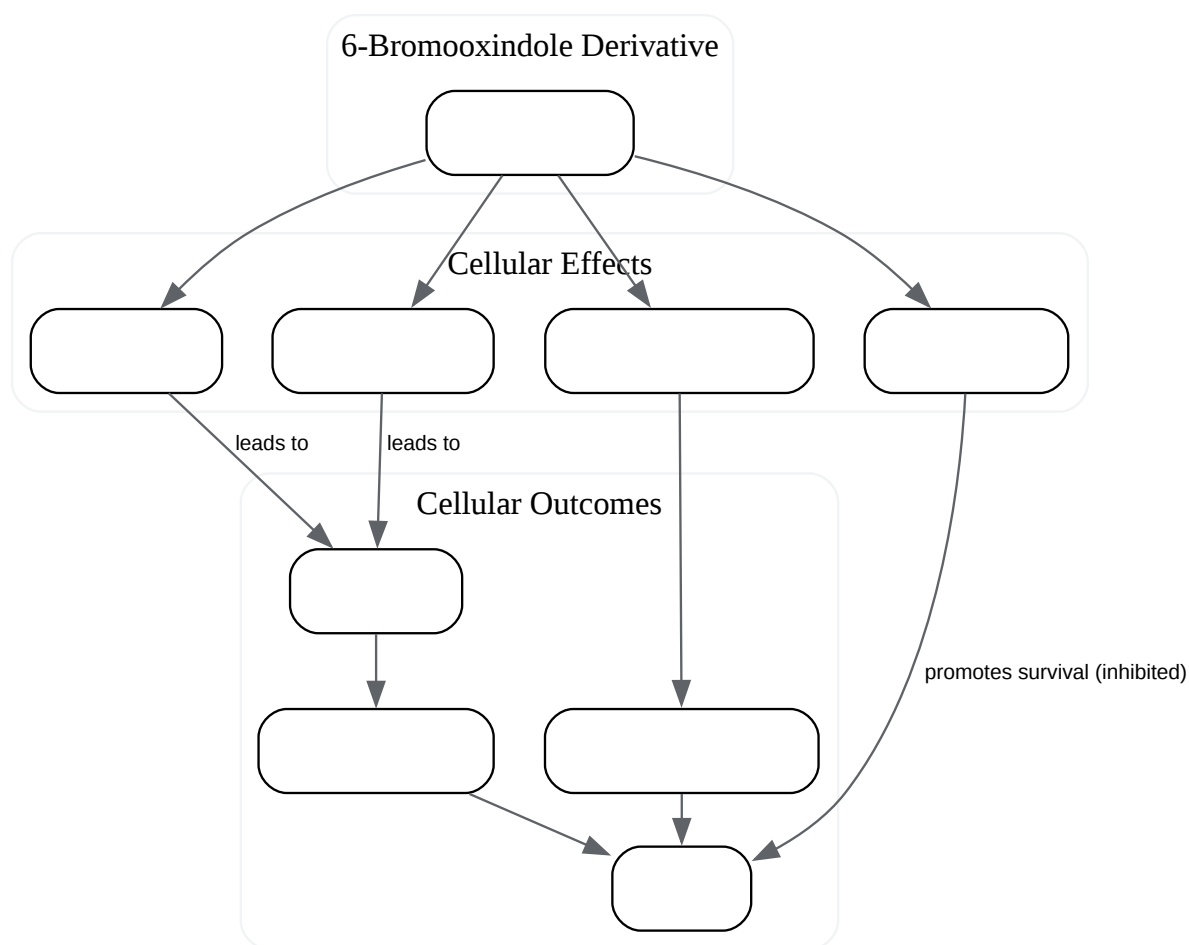 6-Bromooxindole Derivative
Cellular Effects
leads to
leads to
Cellular Outcomes
promotes survival (inhibited)